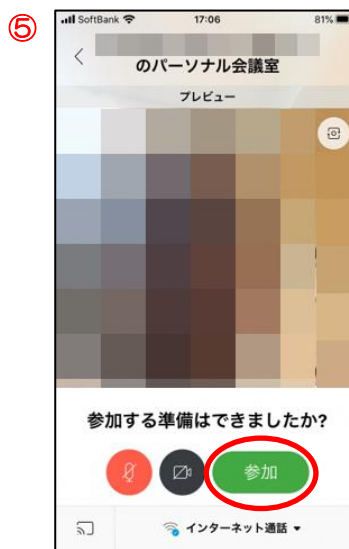 ⑤
SoftBank 17:06 81%
のパーソナル会議室
プレビュー
参加する準備はできましたか?
参加
インターネット通話 ▼